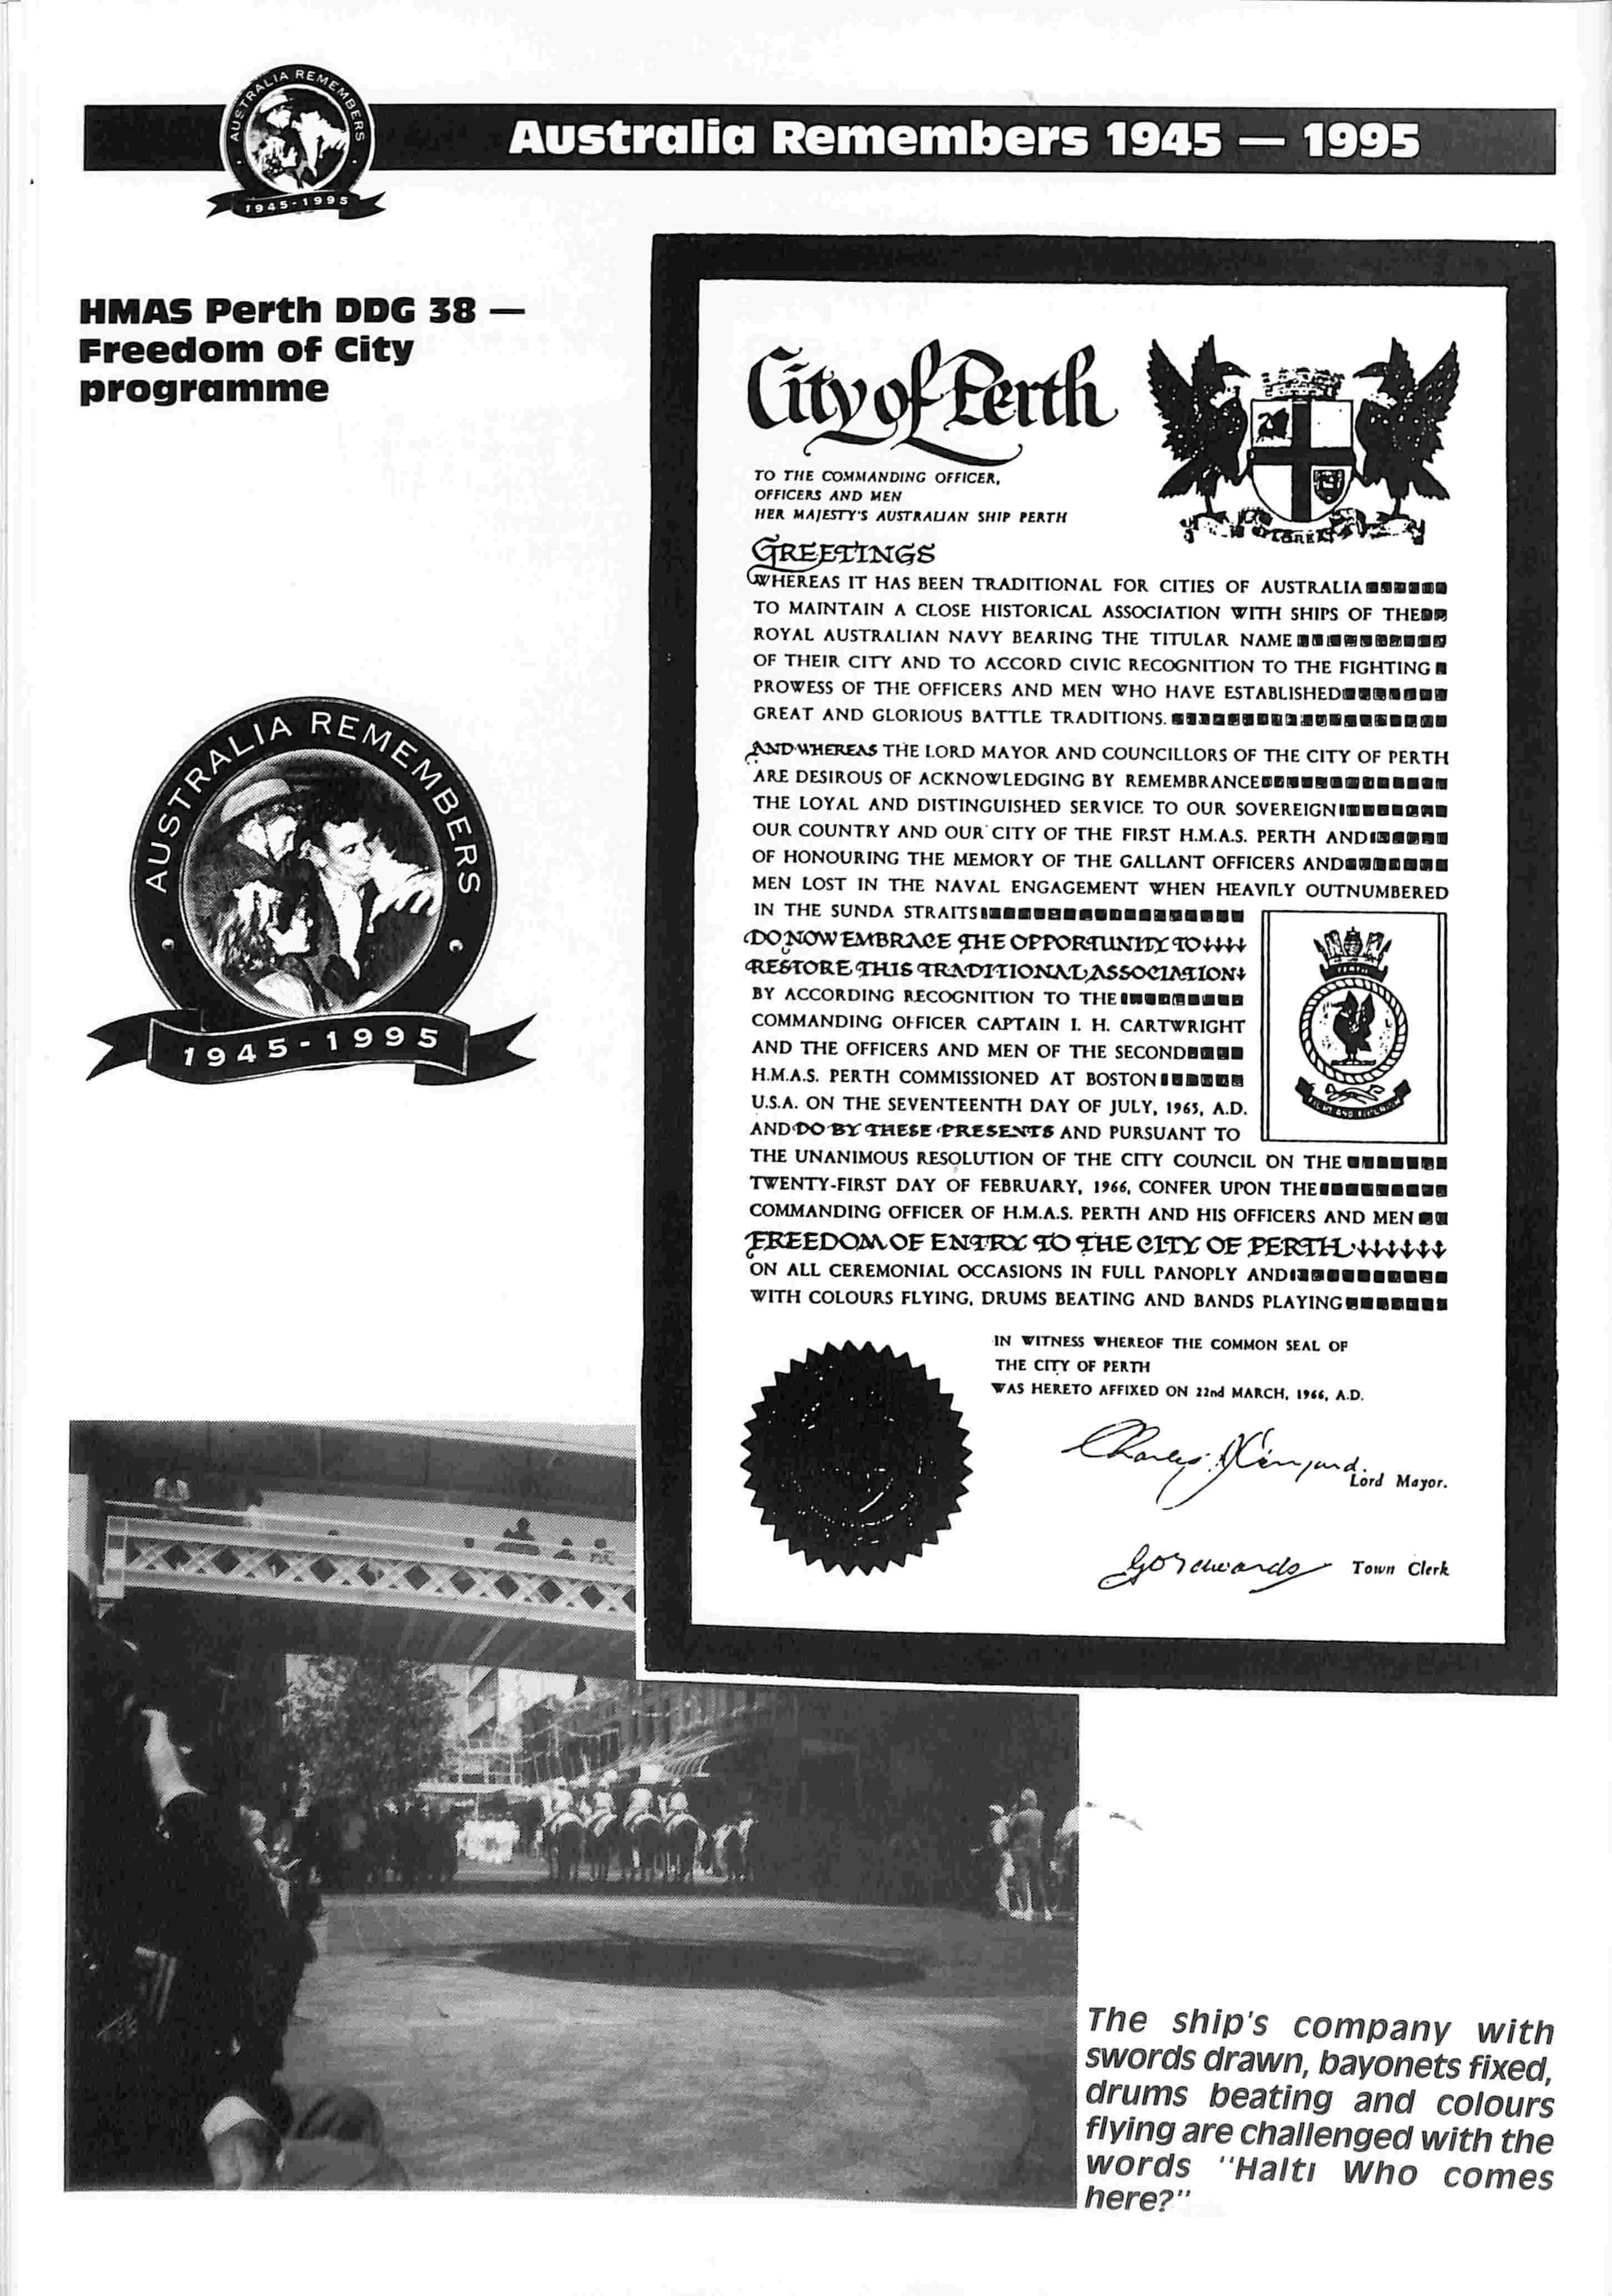 AUSTRALIA REMEMBERS
1945-1995
Australia Remembers 1945 — 1995
HMAS Perth DDG 38 —
Freedom of City
programme
AUSTRALIA REMEMBERS
1945-1995
City of Perth
TO THE COMMANDING OFFICER,
OFFICERS AND MEN
HER MAJESTY'S AUSTRALIAN SHIP PERTH
GREETINGS
WHEREAS IT HAS BEEN TRADITIONAL FOR CITIES OF AUSTRALIA
TO MAINTAIN A CLOSE HISTORICAL ASSOCIATION WITH SHIPS OF THE
ROYAL AUSTRALIAN NAVY BEARING THE TITULAR NAME
OF THEIR CITY AND TO ACCORD CIVIC RECOGNITION TO THE FIGHTING
PROWESS OF THE OFFICERS AND MEN WHO HAVE ESTABLISHED
GREAT AND GLORIOUS BATTLE TRADITIONS.
AND WHEREAS THE LORD MAYOR AND COUNCILLORS OF THE CITY OF PERTH
ARE DESIROUS OF ACKNOWLEDGING BY REMEMBRANCE
THE LOYAL AND DISTINGUISHED SERVICE TO OUR SOVEREIGN
OUR COUNTRY AND OUR CITY OF THE FIRST H.M.A.S. PERTH AND
OF HONOURING THE MEMORY OF THE GALLANT OFFICERS AND
MEN LOST IN THE NAVAL ENGAGEMENT WHEN HEAVILY OUTNUMBERED
IN THE SUNDA STRAITS
DO NOW EMBRACE THE OPPORTUNITY TO
RESTORE THIS TRADITIONAL ASSOCIATION
BY ACCORDING RECOGNITION TO THE
COMMANDING OFFICER CAPTAIN I. H. CARTWRIGHT
AND THE OFFICERS AND MEN OF THE SECOND
H.M.A.S. PERTH COMMISSIONED AT BOSTON
U.S.A. ON THE SEVENTEENTH DAY OF JULY, 1965, A.D.
AND DO BY THESE PRESENTS AND PURSUANT TO
THE UNANIMOUS RESOLUTION OF THE CITY COUNCIL ON THE
TWENTY-FIRST DAY OF FEBRUARY, 1966, CONFER UPON THE
COMMANDING OFFICER OF H.M.A.S. PERTH AND HIS OFFICERS AND MEN
FREEDOM OF ENTRY TO THE CITY OF PERTH
ON ALL CEREMONIAL OCCASIONS IN FULL PANOPLY AND
WITH COLOURS FLYING, DRUMS BEATING AND BANDS PLAYING
PERTH
IN WITNESS WHEREOF THE COMMON SEAL OF
THE CITY OF PERTH
WAS HERETO AFFIXED ON 22nd MARCH, 1966, A.D.
Charles
Lord Mayor.
Town Clerk
The ship's company with
swords drawn, bayonets fixed,
drums beating and colours
flying are challenged with the
words "Halt! Who comes
here?"